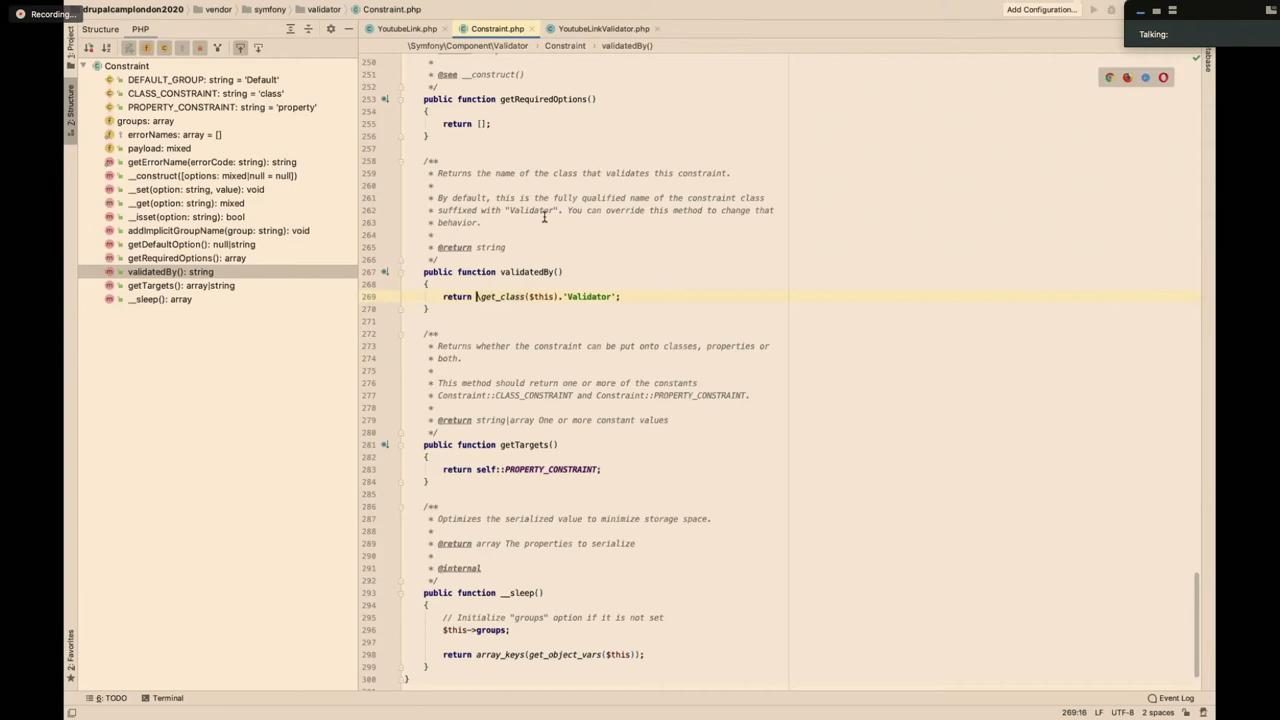 Recording...
drupalcamplondon2020 vendor symfony validator Constraint.php
Add Configuration...
Talking:
Structure PHP
YoutubeLink.php Constraint.php YoutubeLinkValidator.php
\Symfony\Component\Validator Constraint validatedBy()
1: Project
7: Structure
2: Favorites
Constraint
DEFAULT_GROUP: string = 'Default'
CLASS_CONSTRAINT: string = 'class'
PROPERTY_CONSTRAINT: string = 'property'
groups: array
errorNames: array = []
payload: mixed
getErrorName(errorCode: string): string
__construct([options: mixed|null = null])
__set(option: string, value): void
__get(option: string): mixed
__isset(option: string): bool
addImplicitGroupName(group: string): void
getDefaultOption(): null|string
getRequiredOptions(): array
validatedBy(): string
getTargets(): array|string
__sleep(): array
250 *
251 * @see __construct()
252 */
253 public function getRequiredOptions()
254 {
255 return [];
256 }
257
258 /**
259 * Returns the name of the class that validates this constraint.
260 *
261 * By default, this is the fully qualified name of the constraint class
262 * suffixed with "Validator". You can override this method to change that
263 * behavior.
264 *
265 * @return string
266 */
267 public function validatedBy()
268 {
269 return \get_class($this).'Validator';
270 }
271
272 /**
273 * Returns whether the constraint can be put onto classes, properties or
274 * both.
275 *
276 * This method should return one or more of the constants
277 * Constraint::CLASS_CONSTRAINT and Constraint::PROPERTY_CONSTRAINT.
278 *
279 * @return string|array One or more constant values
280 */
281 public function getTargets()
282 {
283 return self::PROPERTY_CONSTRAINT;
284 }
285
286 /**
287 * Optimizes the serialized value to minimize storage space.
288 *
289 * @return array The properties to serialize
290 *
291 * @internal
292 */
293 public function __sleep()
294 {
295 // Initialize "groups" option if it is not set
296 $this->groups;
297
298 return array_keys(get_object_vars($this));
299 }
300 }
6: TODO Terminal Event Log
269:16 LF UTF-8 2 spaces